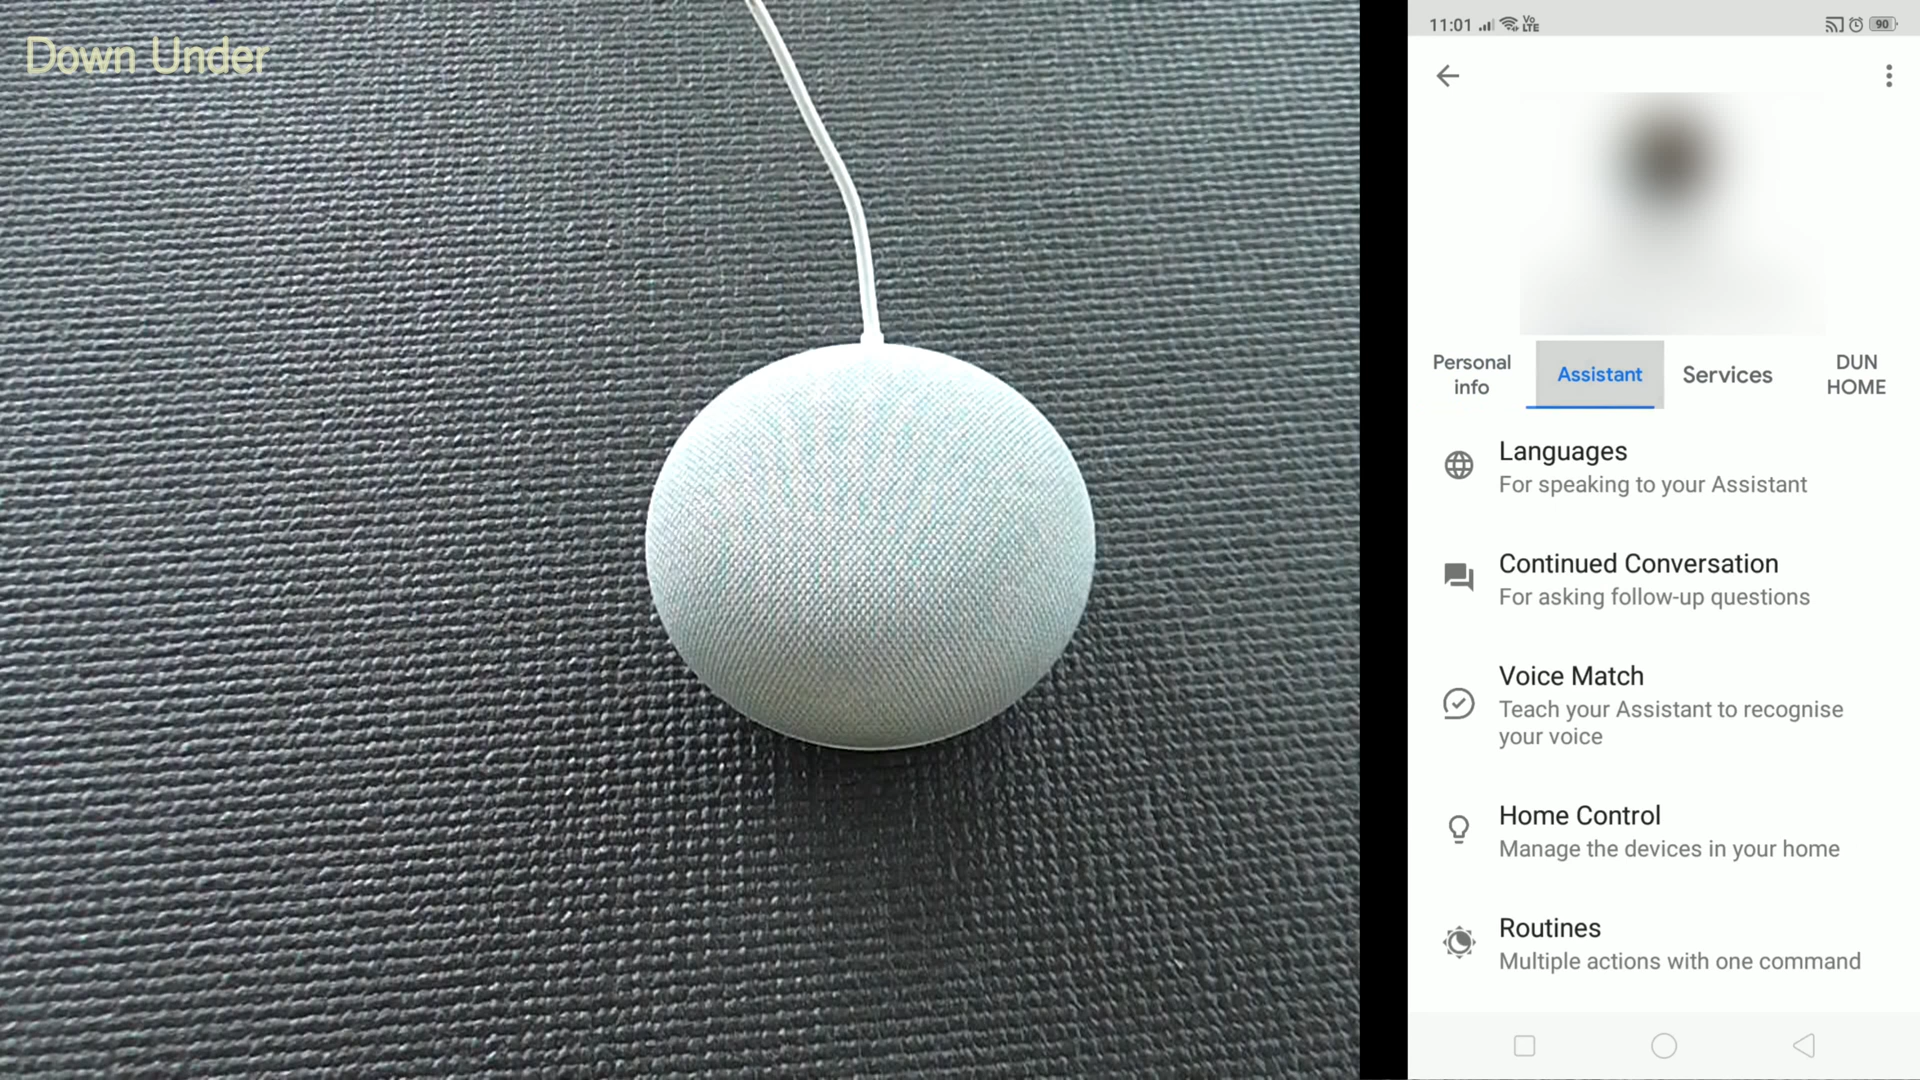 Down Under
11:01 Vo LTE 90
Personal info
Assistant
Services
DUN HOME
Languages
For speaking to your Assistant
Continued Conversation
For asking follow-up questions
Voice Match
Teach your Assistant to recognise
your voice
Home Control
Manage the devices in your home
Routines
Multiple actions with one command